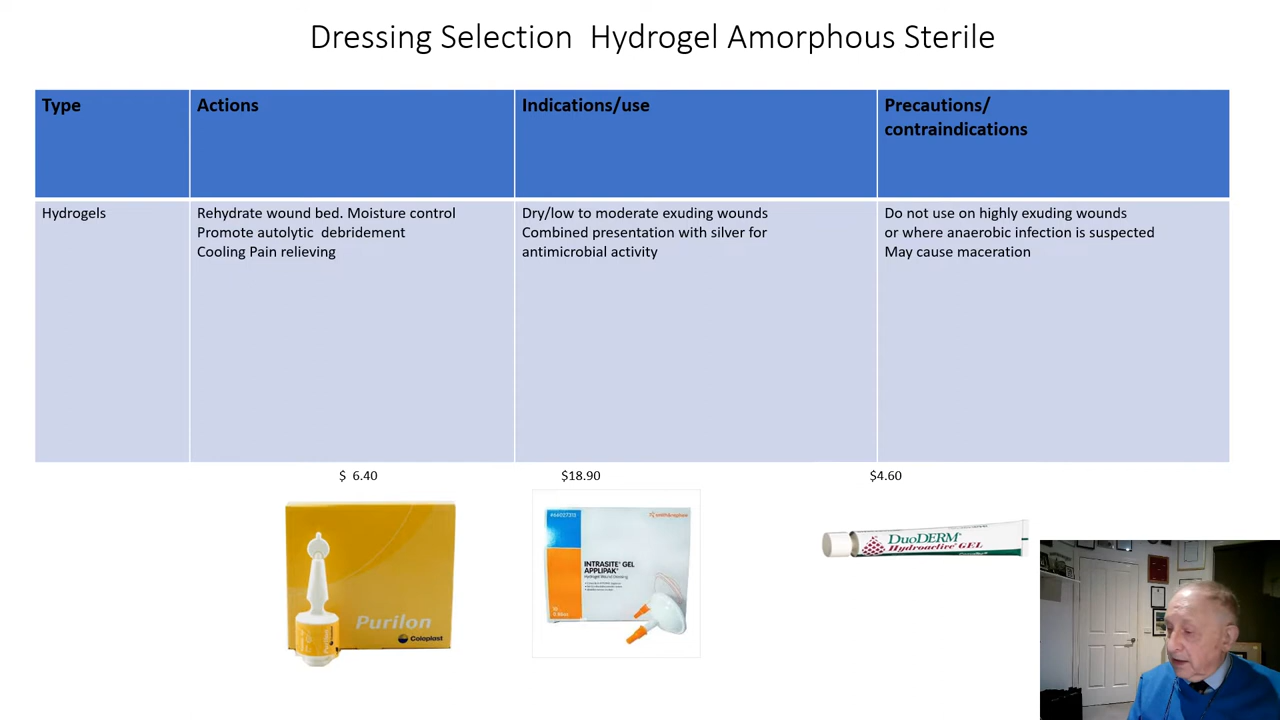 Dressing Selection  Hydrogel Amorphous Sterile
Type
Actions
Indications/use
Precautions/
contraindications
Hydrogels
Rehydrate wound bed. Moisture control
Promote autolytic  debridement
Cooling Pain relieving
Dry/low to moderate exuding wounds
Combined presentation with silver for
antimicrobial activity
Do not use on highly exuding wounds
or where anaerobic infection is suspected
May cause maceration
$  6.40
$18.90
$4.60
Purilon
Coloplast
INTRASITE GEL
APPLIPAK
Hydrogel Wound Dressing
DuoDERM
Hydroactive GEL